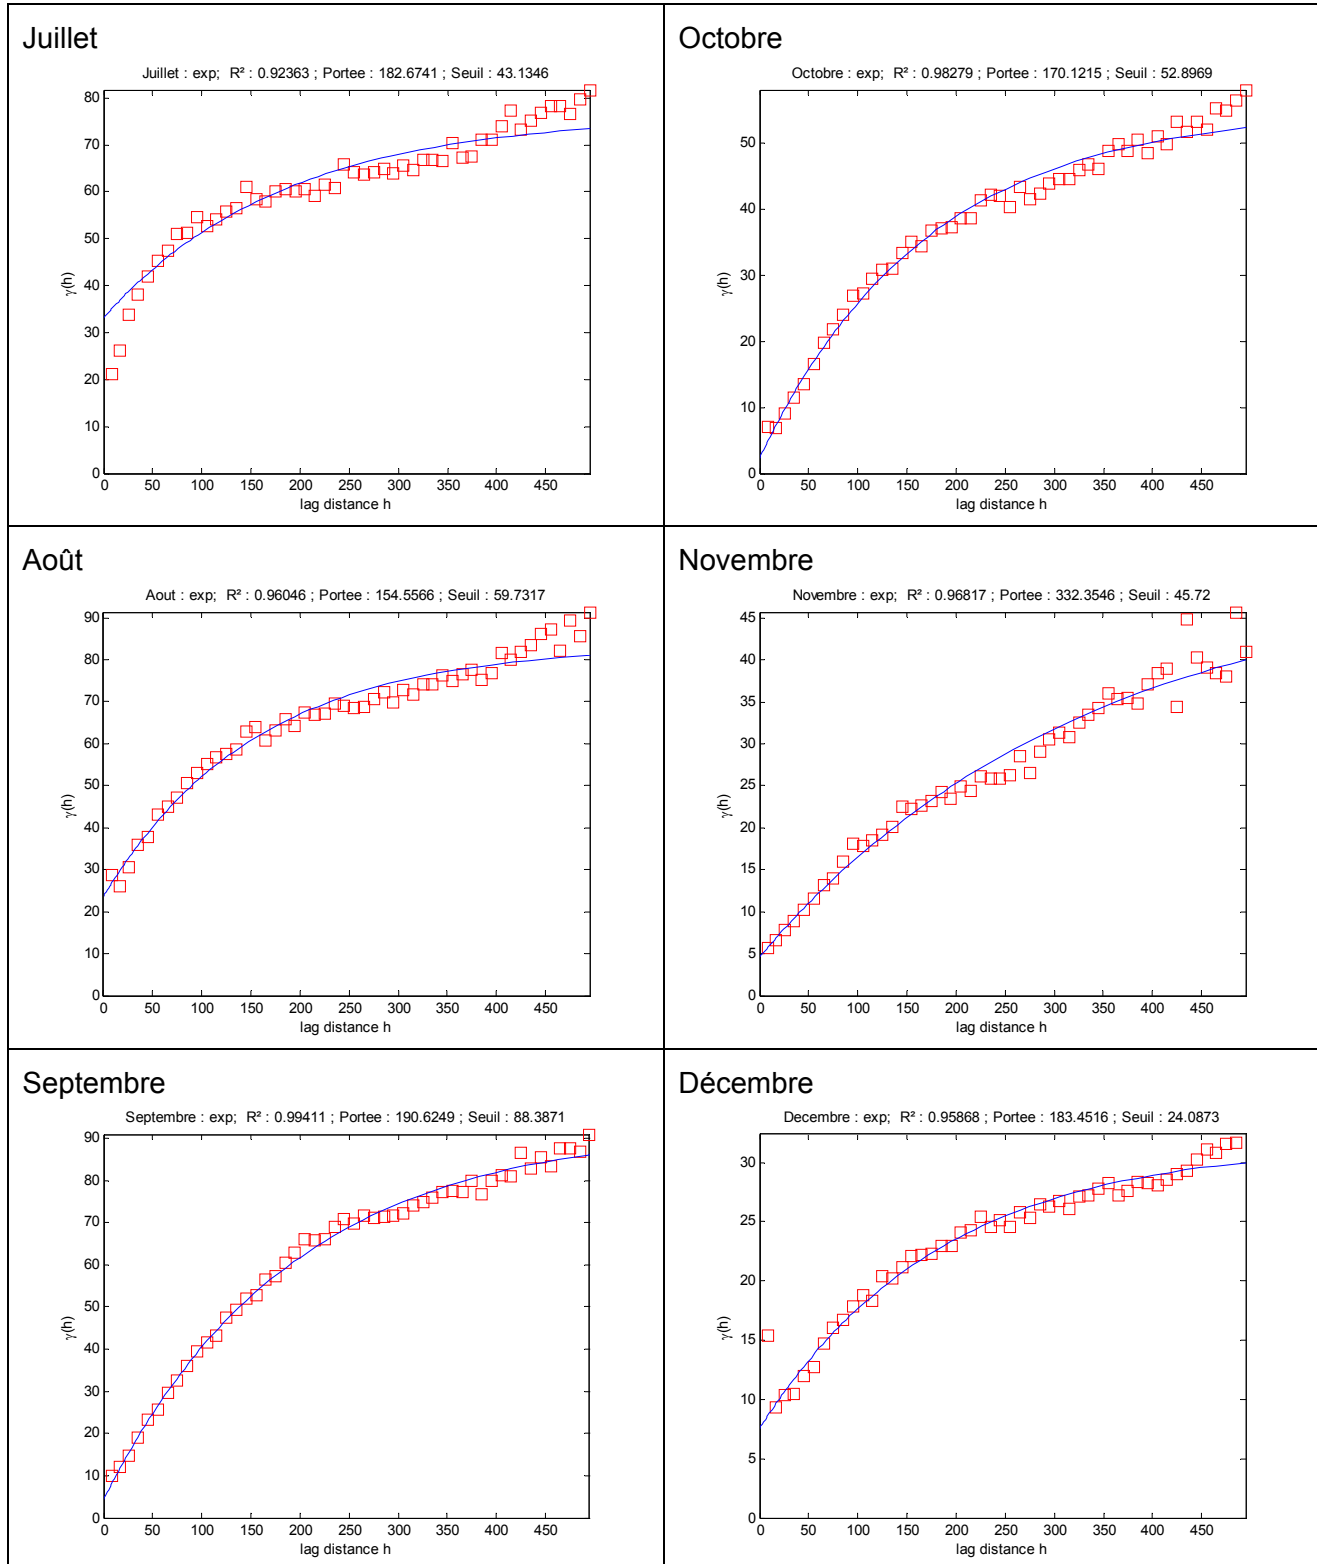 Juillet
Juillet : exp; R² : 0.92363 ; Portee : 182.6741 ; Seuil : 43.1346
80
70
60
50
40
30
20
10
0
γ(h)
0 50 100 150 200 250 300 350 400 450
lag distance h
Octobre
Octobre : exp; R² : 0.98279 ; Portee : 170.1215 ; Seuil : 52.8969
50
40
30
20
10
0
γ(h)
0 50 100 150 200 250 300 350 400 450
lag distance h
Août
Aout : exp; R² : 0.96046 ; Portee : 154.5566 ; Seuil : 59.7317
90
80
70
60
50
40
30
20
10
0
γ(h)
0 50 100 150 200 250 300 350 400 450
lag distance h
Novembre
Novembre : exp; R² : 0.96817 ; Portee : 332.3546 ; Seuil : 45.72
45
40
35
30
25
20
15
10
5
0
γ(h)
0 50 100 150 200 250 300 350 400 450
lag distance h
Septembre
Septembre : exp; R² : 0.99411 ; Portee : 190.6249 ; Seuil : 88.3871
90
80
70
60
50
40
30
20
10
0
γ(h)
0 50 100 150 200 250 300 350 400 450
lag distance h
Décembre
Decembre : exp; R² : 0.95868 ; Portee : 183.4516 ; Seuil : 24.0873
30
25
20
15
10
5
0
γ(h)
0 50 100 150 200 250 300 350 400 450
lag distance h